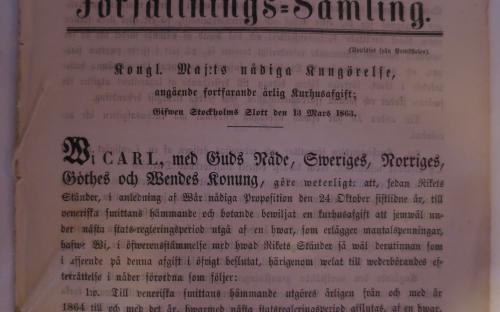 Författnings=Samling.
(Uppläst från Predikstolen)
Kongl. Maj:ts nådiga Kungörelse,
angående fortfarande årlig Kurhusafgift;
Gifwen Stockholms Slott den 13 Mars 1863.
Wi CARL, med Guds Nåde, Sweriges, Norriges,
Göthes och Wendes Konung, göre weterligt: att, sedan Rikets
Ständer, i anledning af Wår nådiga Proposition den 24 Oktober sistlidne år, till
veneriska smittans hämmande och botande bewiljat en kurhusafgift att jemwäl un-
der nästa stats-regleringsperiod utgå af en hwar, som erlägger mantalspenningar,
hafwe Wi, i öfwerensstämmelse med hwad Rikets Ständer så wäl derutinnan som
i afseende på denna afgift i öfrigt beslutat, härigenom welat till wederbörandes ef-
terrättelse i nåder förordna som följer:
1:o. Till veneriska smittans hämmande utgöres årligen från och med år
1864 till och med det år, hwarmed nästa statsregleringsperiod afslutas, af en hwar,